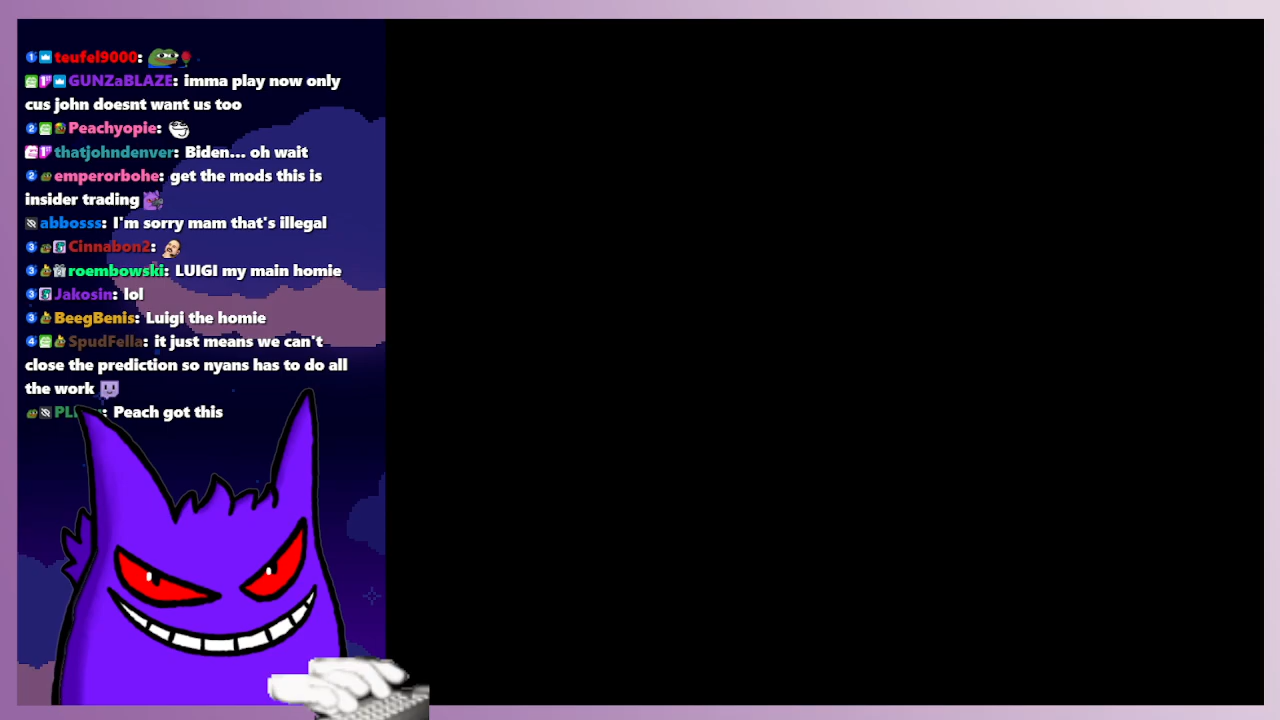 teufel9000:
GUNZaBLAZE: imma play now only
cus john doesnt want us too
Peachyopie:
thatjohndenver: Biden... oh wait
emperorbohe: get the mods this is
insider trading
abbosss: I'm sorry mam that's illegal
Cinnabon2:
roembowski: LUIGI my main homie
Jakosin: lol
BeegBenis: Luigi the homie
SpudFella: it just means we can't
close the prediction so nyans has to do all
the work
Peach got this